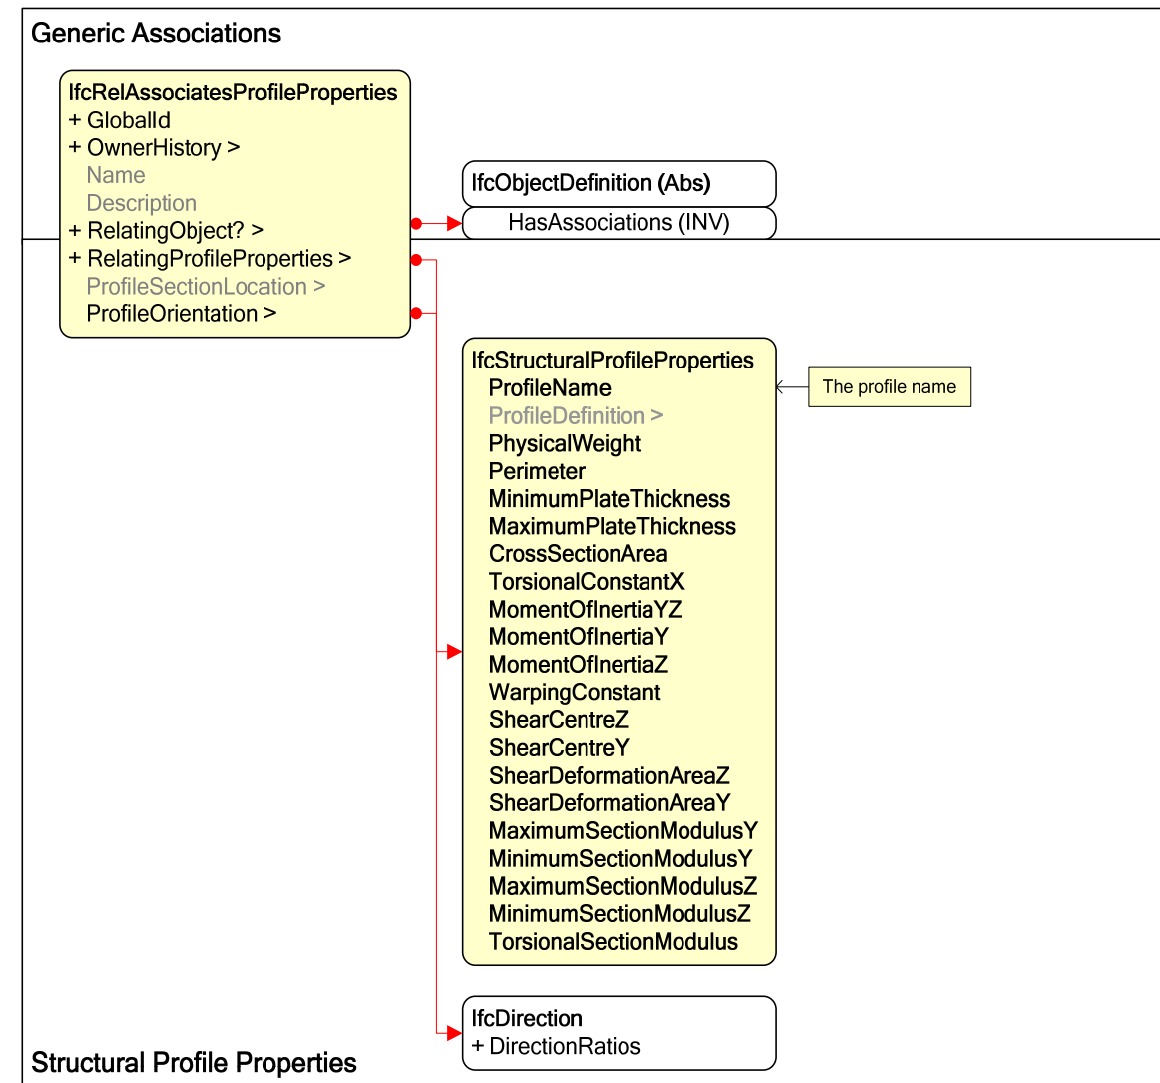 Generic Associations
IfcRelAssociatesProfileProperties
+ GlobalId
+ OwnerHistory >
Name
Description
+ RelatingObject? >
+ RelatingProfileProperties >
ProfileSectionLocation >
ProfileOrientation >
IfcObjectDefinition (Abs)
HasAssociations (INV)
IfcStructuralProfileProperties
ProfileName
ProfileDefinition >
PhysicalWeight
Perimeter
MinimumPlateThickness
MaximumPlateThickness
CrossSectionArea
TorsionalConstantX
MomentOfInertiaYZ
MomentOfInertiaY
MomentOfInertiaZ
WarpingConstant
ShearCentreZ
ShearCentreY
ShearDeformationAreaZ
ShearDeformationAreaY
MaximumSectionModulusY
MinimumSectionModulusY
MaximumSectionModulusZ
MinimumSectionModulusZ
TorsionalSectionModulus
The profile name
IfcDirection
+ DirectionRatios
Structural Profile Properties